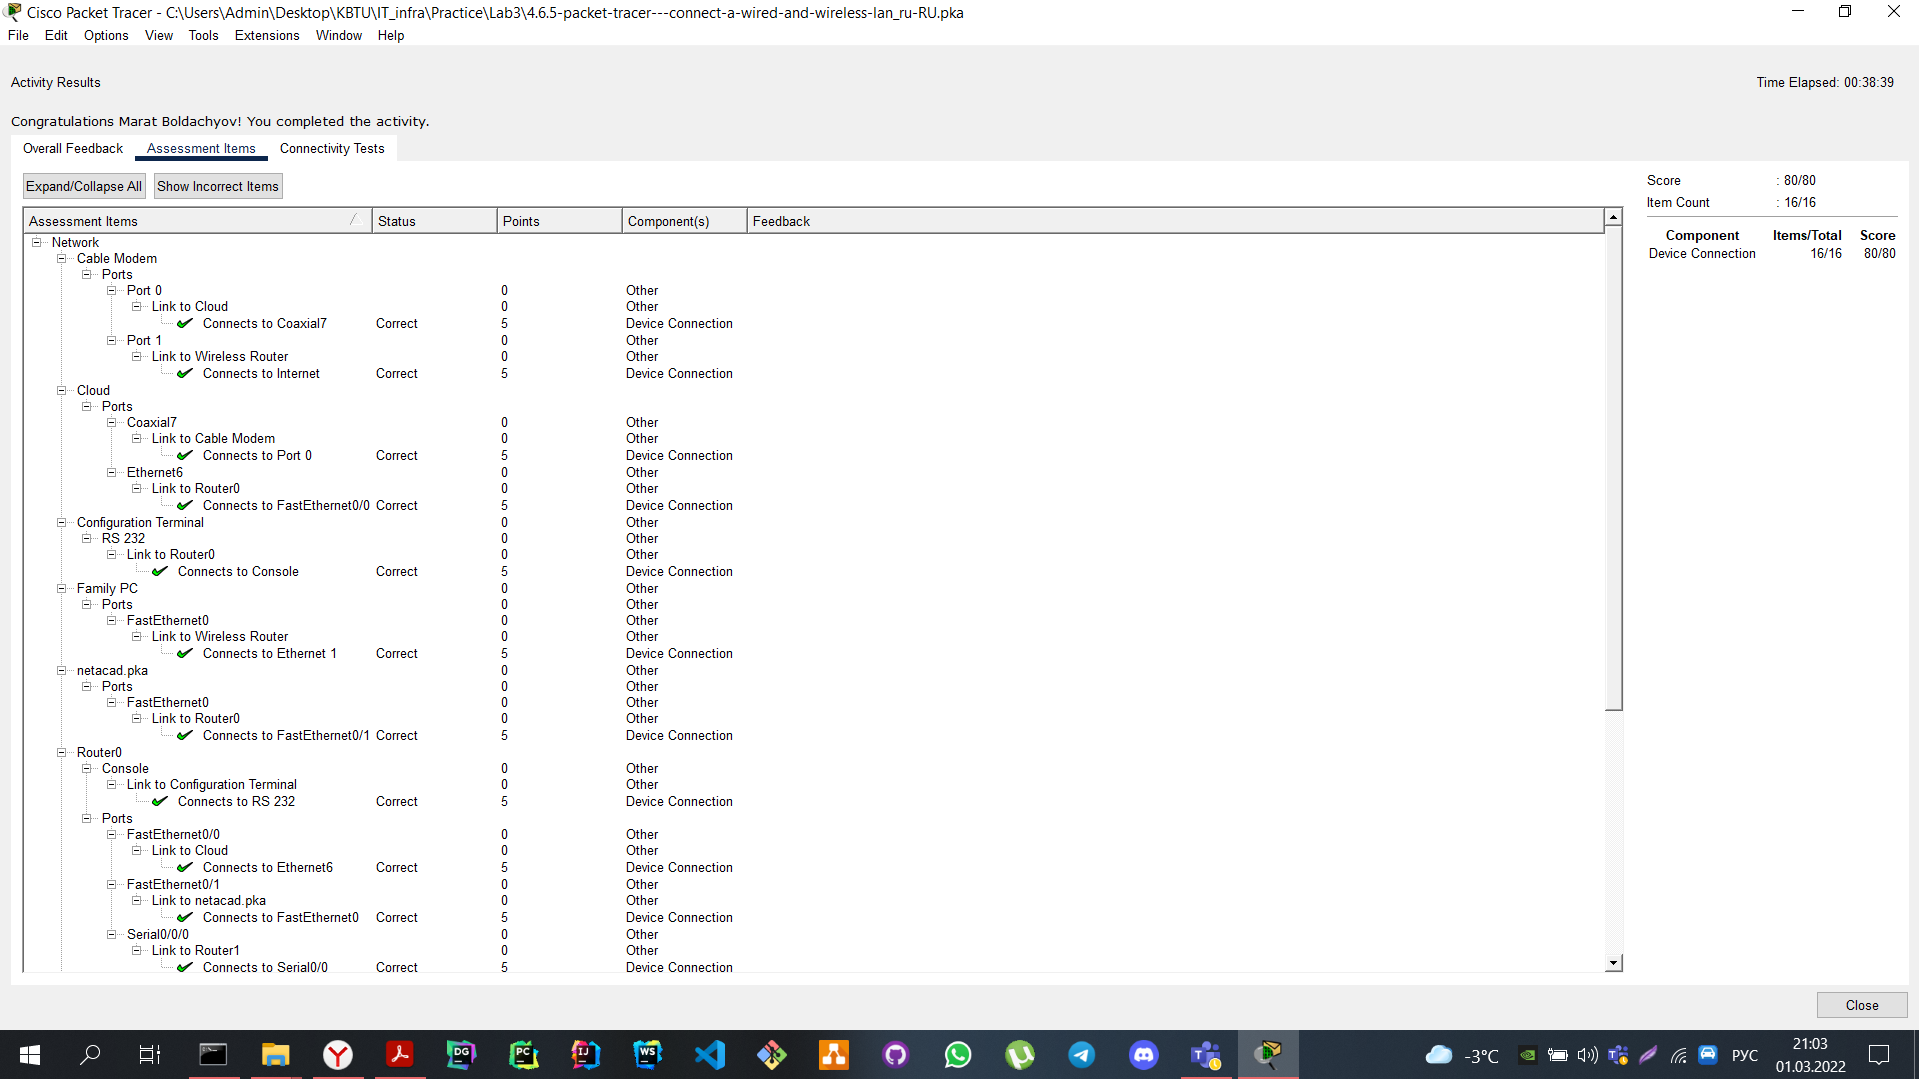 Cisco Packet Tracer - C:\Users\Admin\Desktop\KBTU\IT_infra\Practice\Lab3\4.6.5-packet-tracer---connect-a-wired-and-wireless-lan_ru-RU.pka
File Edit Options View Tools Extensions Window Help
Activity Results Time Elapsed: 00:38:39
Congratulations Marat Boldachyov! You completed the activity.
Overall Feedback Assessment Items Connectivity Tests
Expand/Collapse All Show Incorrect Items
Score : 80/80
Item Count : 16/16
Component Items/Total Score
Device Connection 16/16 80/80
Assessment Items Status Points Component(s) Feedback
Network
Cable Modem
Ports
Port 0 0 Other
Link to Cloud 0 Other
Connects to Coaxial7 Correct 5 Device Connection
Port 1 0 Other
Link to Wireless Router 0 Other
Connects to Internet Correct 5 Device Connection
Cloud
Ports
Coaxial7 0 Other
Link to Cable Modem 0 Other
Connects to Port 0 Correct 5 Device Connection
Ethernet6 0 Other
Link to Router0 0 Other
Connects to FastEthernet0/0 Correct 5 Device Connection
Configuration Terminal 0 Other
RS 232 0 Other
Link to Router0 0 Other
Connects to Console Correct 5 Device Connection
Family PC 0 Other
Ports 0 Other
FastEthernet0 0 Other
Link to Wireless Router 0 Other
Connects to Ethernet 1 Correct 5 Device Connection
netacad.pka 0 Other
Ports 0 Other
FastEthernet0 0 Other
Link to Router0 0 Other
Connects to FastEthernet0/1 Correct 5 Device Connection
Router0
Console 0 Other
Link to Configuration Terminal 0 Other
Connects to RS 232 Correct 5 Device Connection
Ports
FastEthernet0/0 0 Other
Link to Cloud 0 Other
Connects to Ethernet6 Correct 5 Device Connection
FastEthernet0/1 0 Other
Link to netacad.pka 0 Other
Connects to FastEthernet0 Correct 5 Device Connection
Serial0/0/0 0 Other
Link to Router1 0 Other
Connects to Serial0/0 Correct 5 Device Connection
Close
DG PC IJ WS
-3°C РУС 21:03
01.03.2022